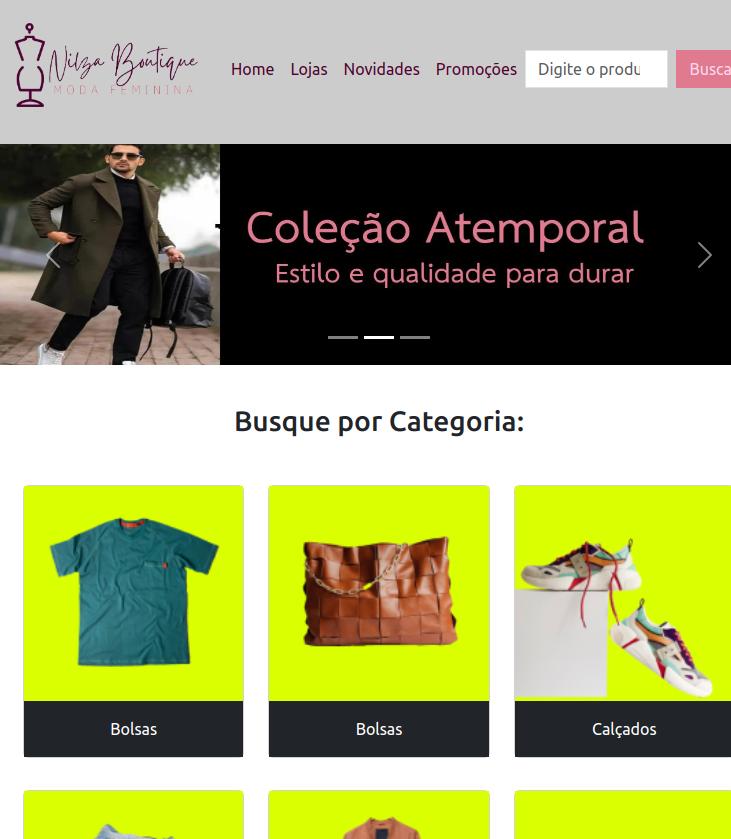 Nilza Boutique
MODA FEMININA
Home Lojas Novidades Promoções Digite o produ Busca
Coleção Atemporal
Estilo e qualidade para durar
Busque por Categoria:
Bolsas Bolsas Calçados